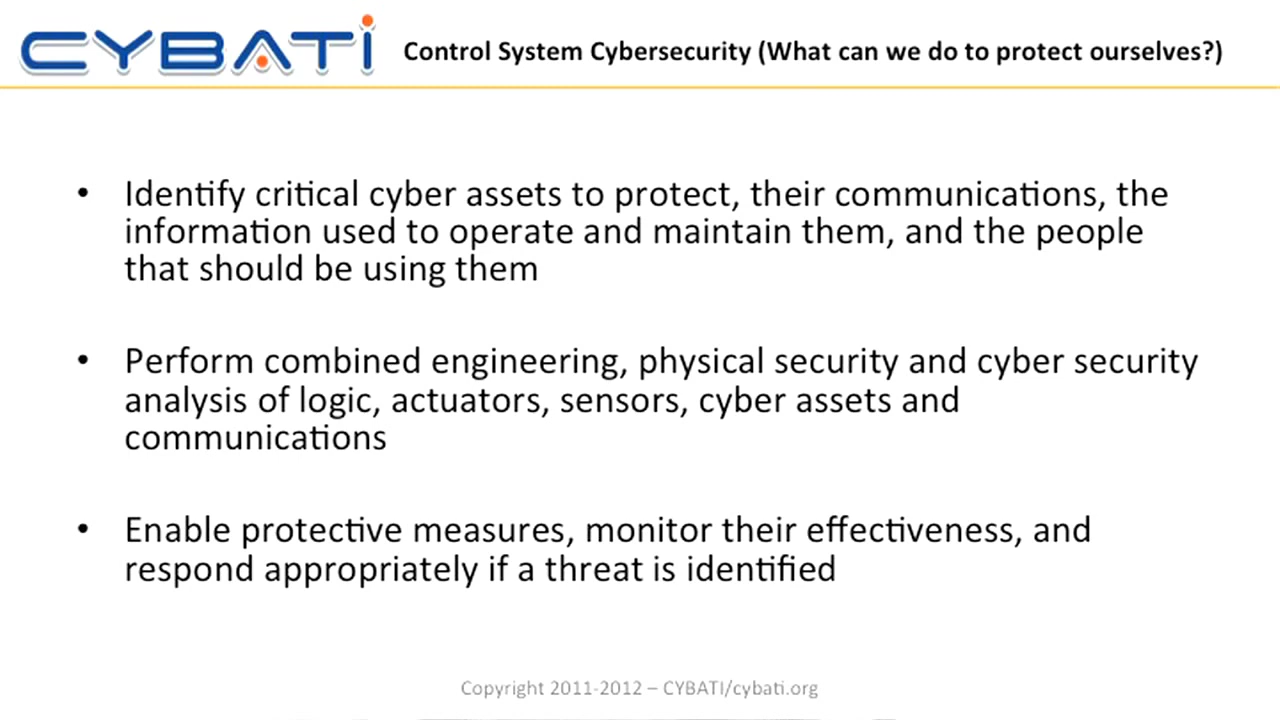 CYBATI
Control System Cybersecurity (What can we do to protect ourselves?)
• Identify critical cyber assets to protect, their communications, the
information used to operate and maintain them, and the people
that should be using them
• Perform combined engineering, physical security and cyber security
analysis of logic, actuators, sensors, cyber assets and
communications
• Enable protective measures, monitor their effectiveness, and
respond appropriately if a threat is identified
Copyright 2011-2012 – CYBATI/cybati.org